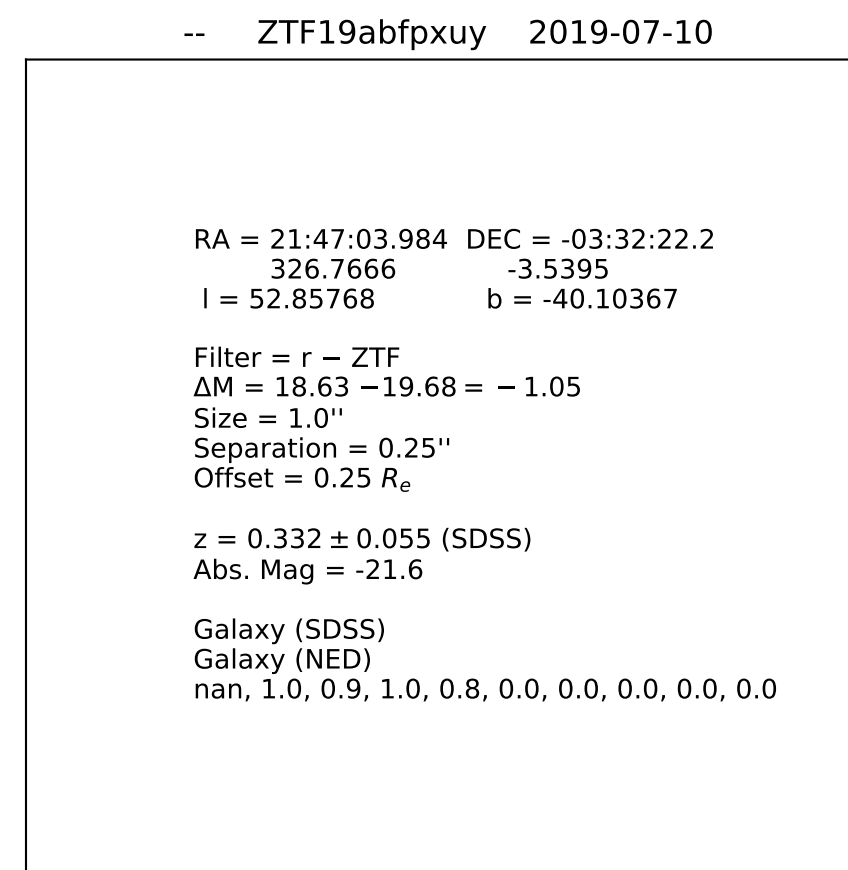 -- ZTF19abfpxuy 2019-07-10
RA = 21:47:03.984 DEC = -03:32:22.2
326.7666 -3.5395
l = 52.85768 b = -40.10367
Filter = r − ZTF
ΔM = 18.63 −19.68 = − 1.05
Size = 1.0''
Separation = 0.25''
Offset = 0.25 Rₑ
z = 0.332 ± 0.055 (SDSS)
Abs. Mag = -21.6
Galaxy (SDSS)
Galaxy (NED)
nan, 1.0, 0.9, 1.0, 0.8, 0.0, 0.0, 0.0, 0.0, 0.0